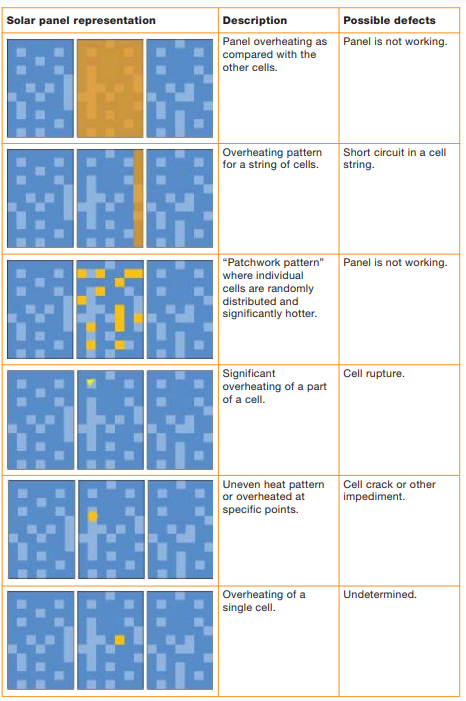 Solar panel representation
Description
Possible defects
Panel overheating as
compared with the
other cells.
Panel is not working.
Overheating pattern
for a string of cells.
Short circuit in a cell
string.
“Patchwork pattern”
where individual
cells are randomly
distributed and
significantly hotter.
Panel is not working.
Significant
overheating of a part
of a cell.
Cell rupture.
Uneven heat pattern
or overheated at
specific points.
Cell crack or other
impediment.
Overheating of a
single cell.
Undetermined.